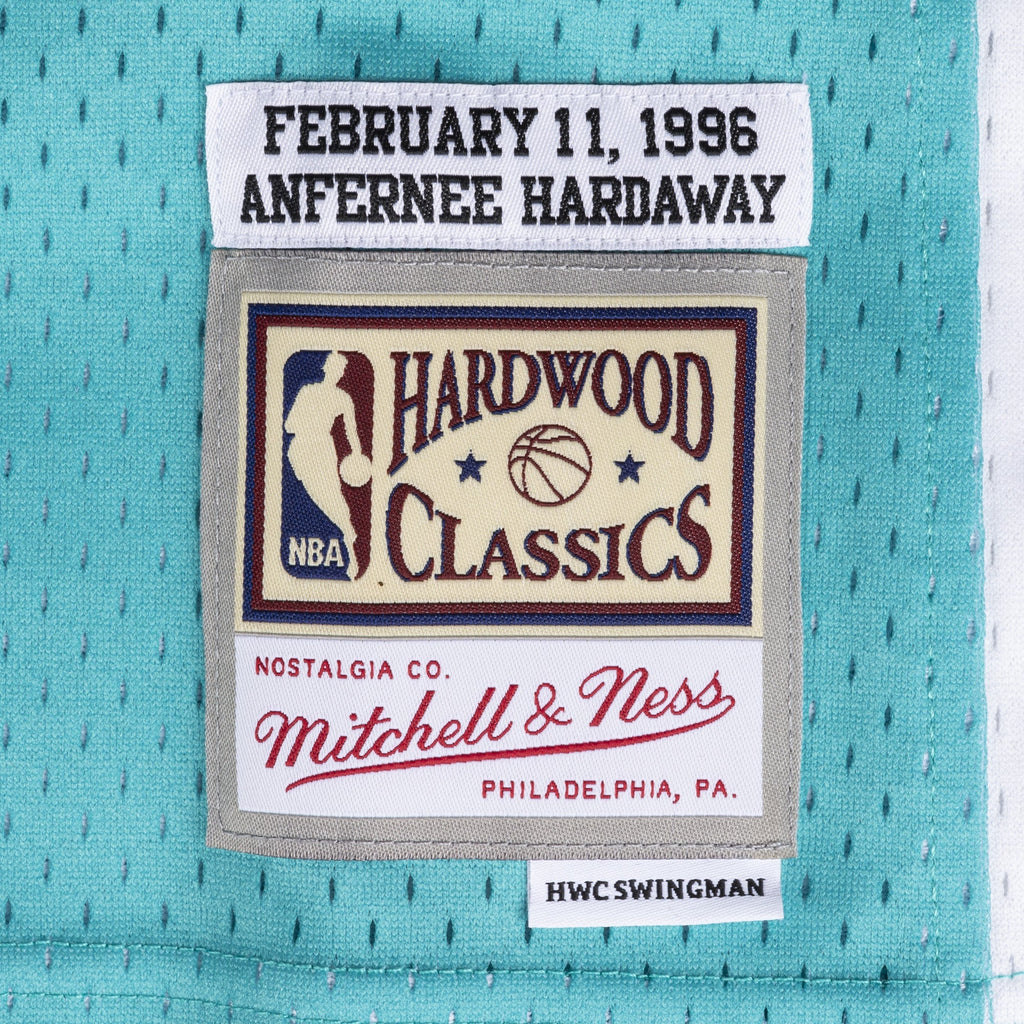 FEBRUARY 11, 1996
ANFERNEE HARDAWAY
HARDWOOD
CLASSICS
NBA
NOSTALGIA CO.
Mitchell & Ness
PHILADELPHIA, PA.
HWC SWINGMAN